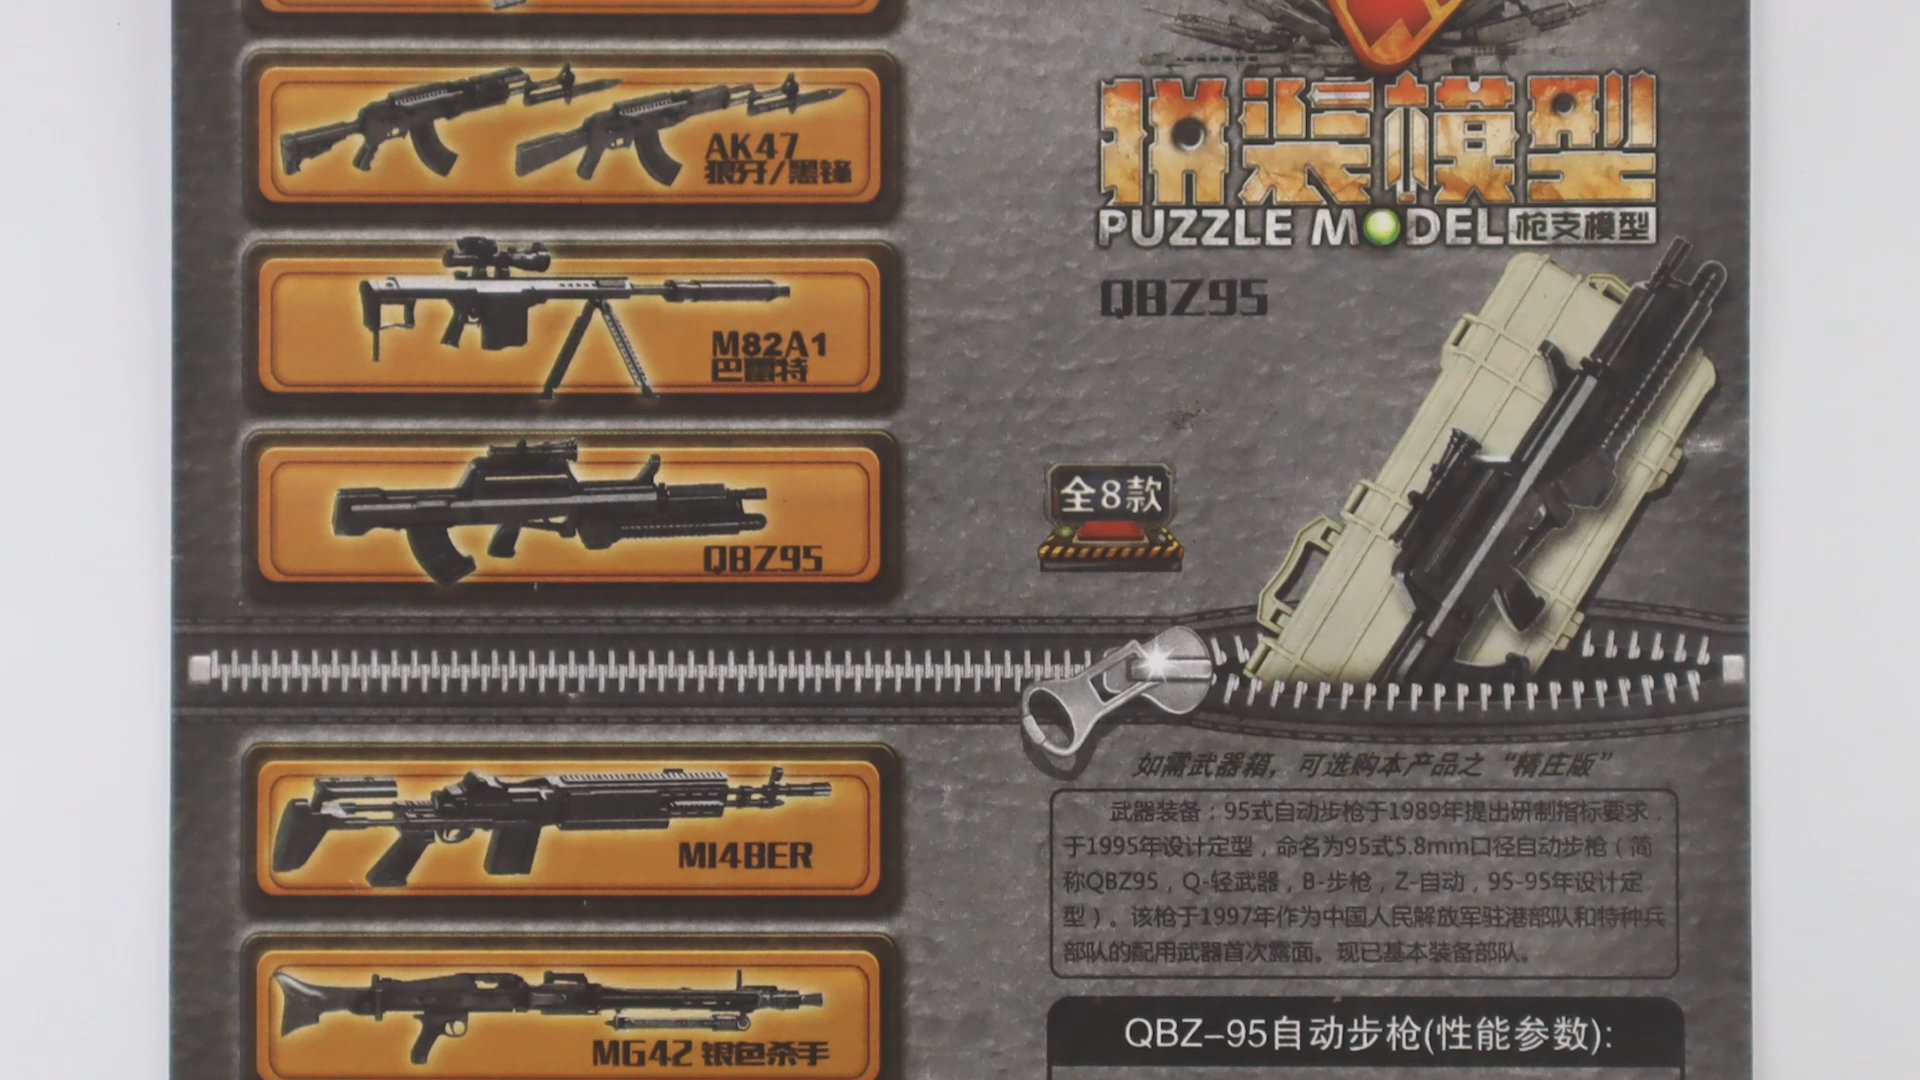 AK47
狼牙/黑锋
M82A1
巴雷特
QBZ95
M14BER
MG42 银色杀手
拼装模型
PUZZLE MODEL 枪支模型
QBZ95
全8款
如需武器箱，可选购本产品之“精庄版”
武器装备：95式自动步枪于1989年提出研制指标要求，
于1995年设计定型，命名为95式5.8mm口径自动步枪（简
称QBZ95，Q-轻武器，B-步枪，Z-自动，95-95年设计定
型）。该枪于1997年作为中国人民解放军驻港部队和特种兵
部队的配用武器首次露面。现已基本装备部队。
QBZ-95自动步枪(性能参数):